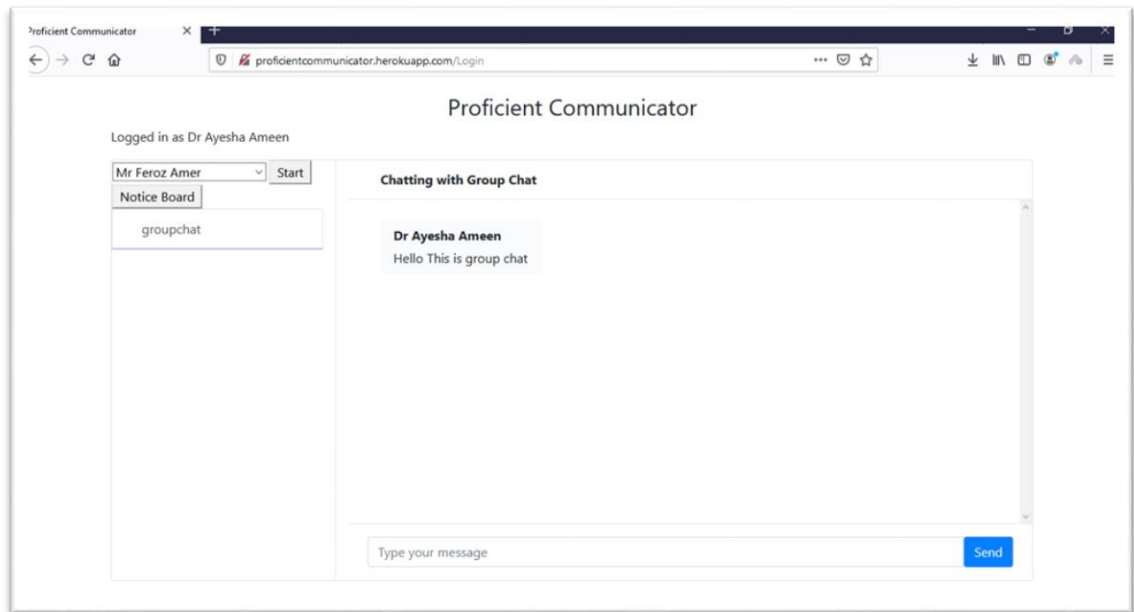 Proficient Communicator
proficientcommunicator.herokuapp.com/Login
Proficient Communicator
Logged in as Dr Ayesha Ameen
Mr Feroz Amer
Start
Notice Board
groupchat
Chatting with Group Chat
Dr Ayesha Ameen
Hello This is group chat
Type your message
Send